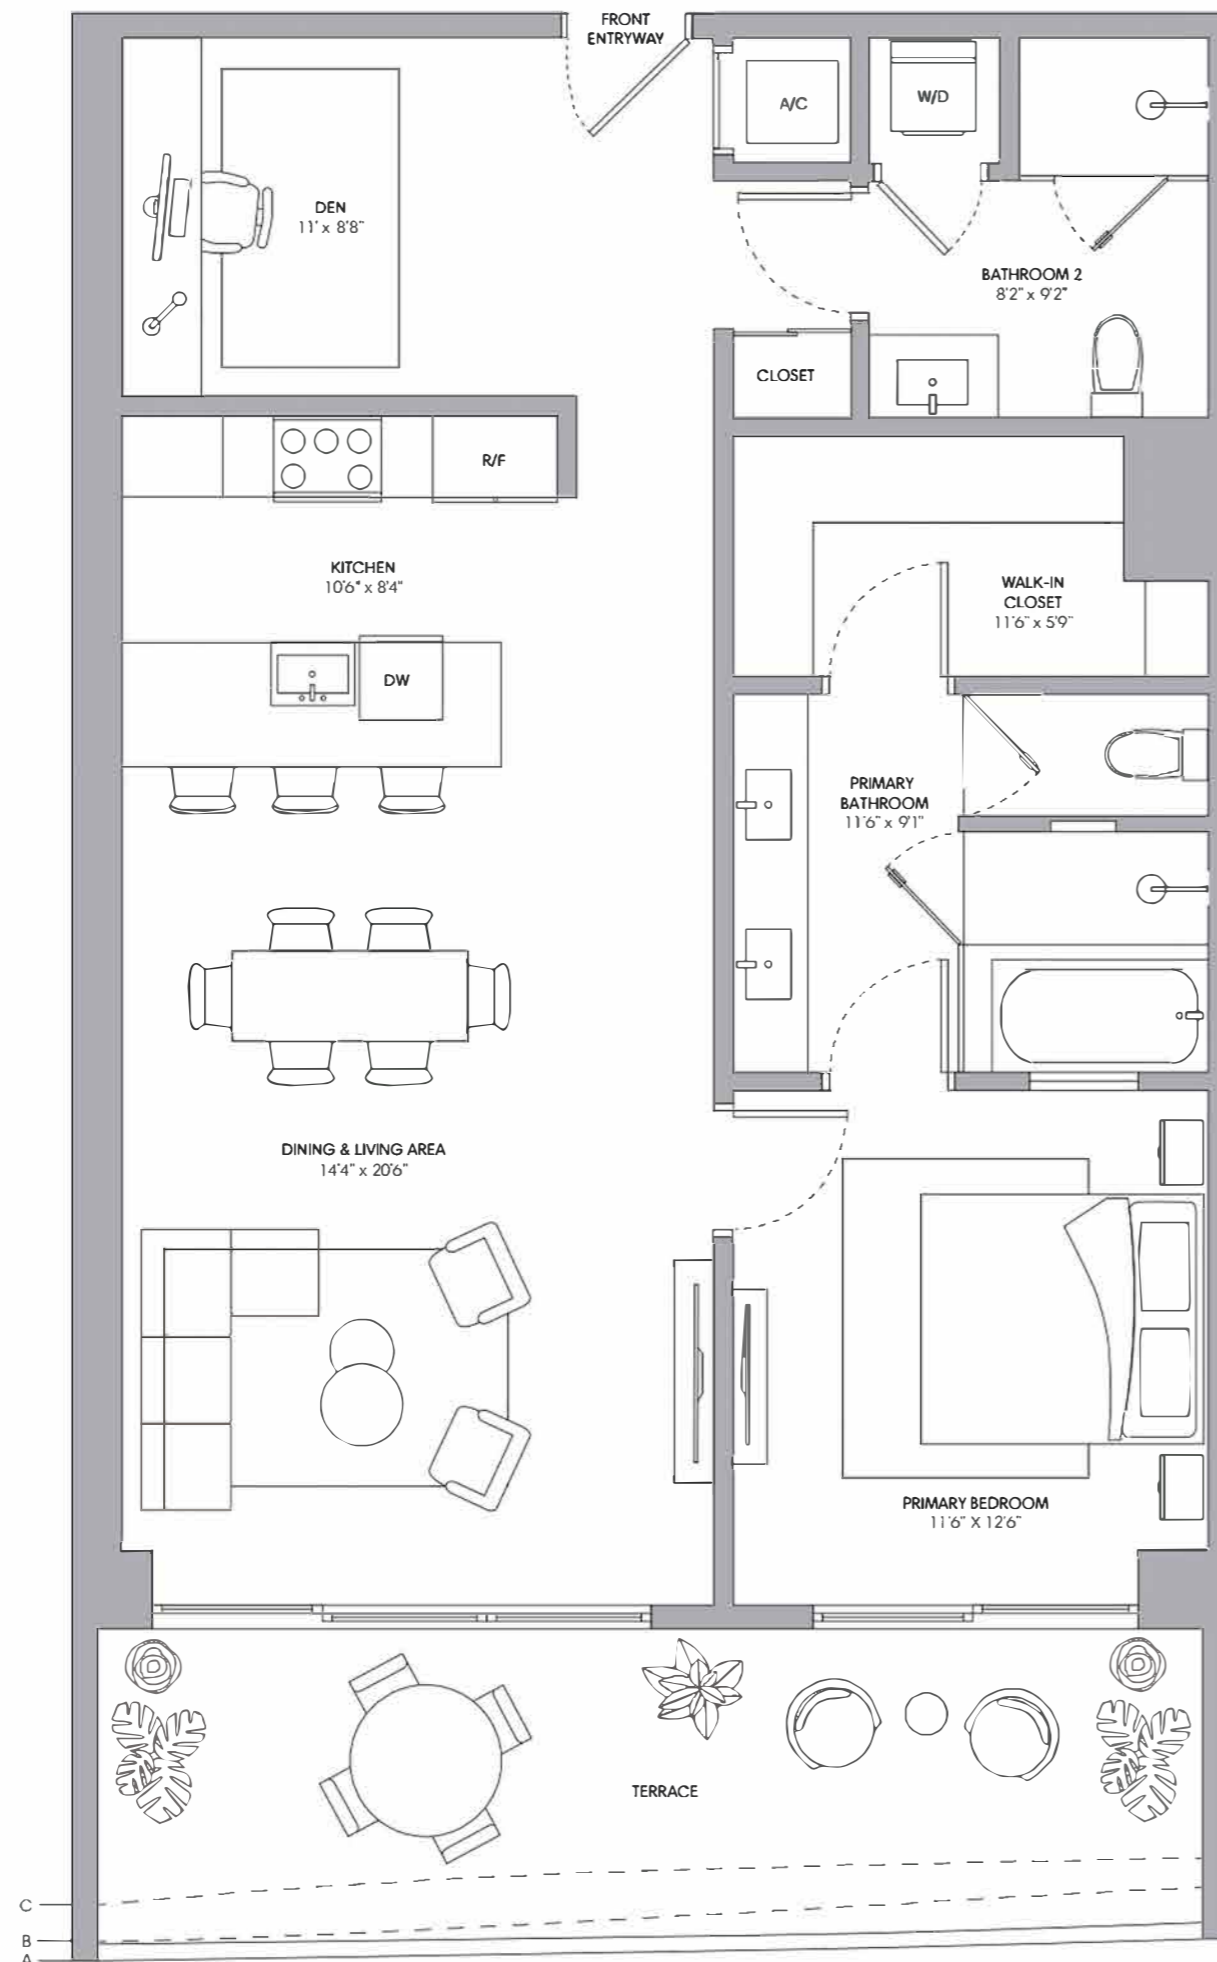 FRONT
ENTRYWAY
A/C
W/D
DEN
11' x 8'8"
BATHROOM 2
8'2" x 9'2"
CLOSET
R/F
KITCHEN
10'6" x 8'4"
WALK-IN
CLOSET
11'6" x 5'9"
DW
PRIMARY
BATHROOM
11'6" x 9'1"
DINING & LIVING AREA
14'4" x 20'6"
PRIMARY BEDROOM
11'6" X 12'6"
TERRACE
C
B
A